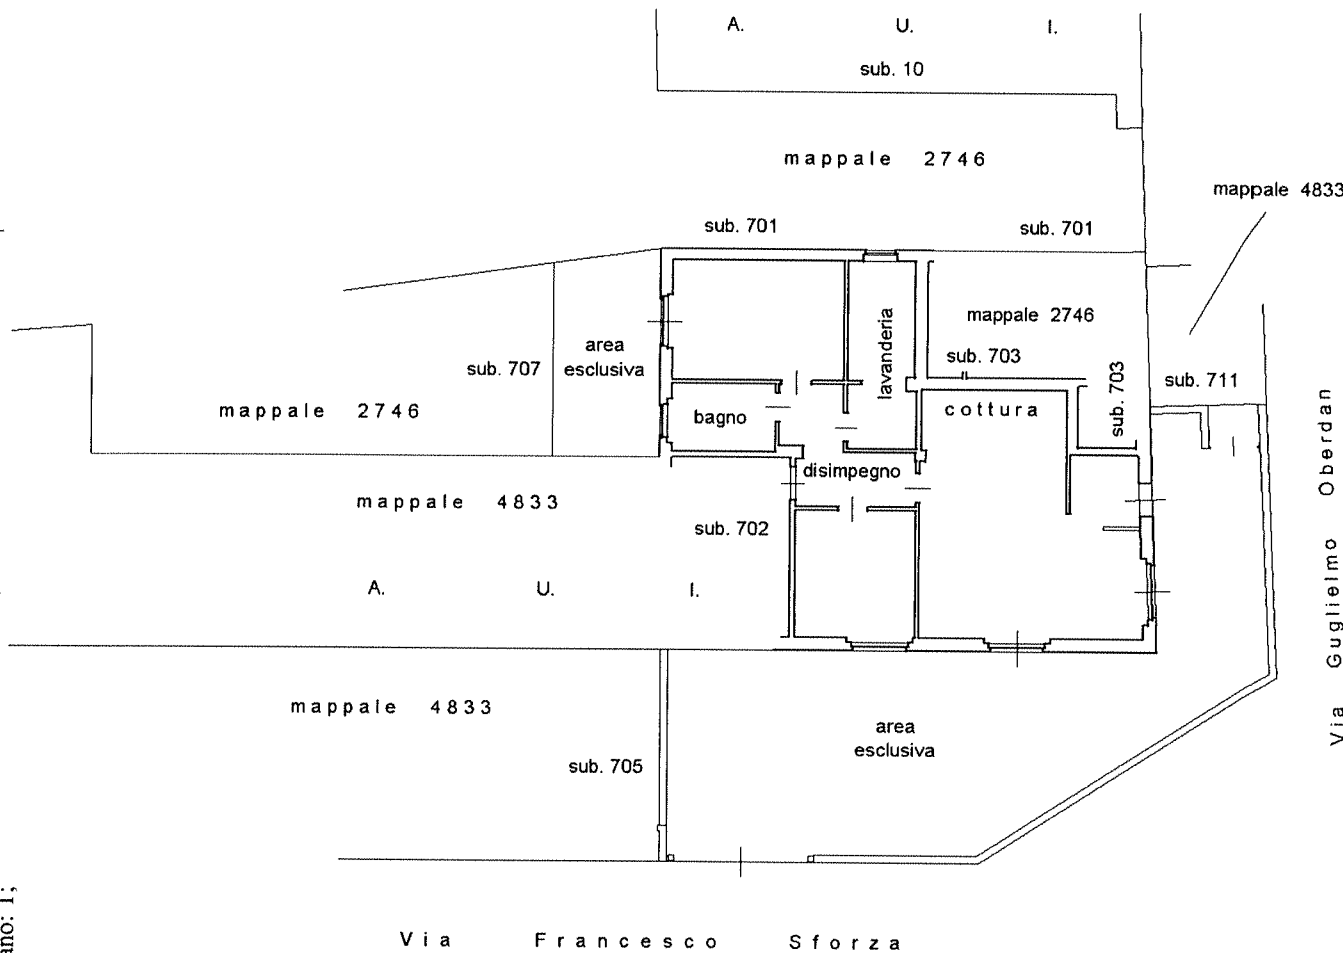 A. U. I.
sub. 10
mappale 2746
mappale 4833
sub. 701 sub. 701
mappale 2746
lavanderia
area
esclusiva
sub. 703
sub. 707
sub. 703
sub. 711
mappale 2746
bagno
cottura
Via Guglielmo Oberdan
disimpegno
mappale 4833
sub. 702
A. U. I.
mappale 4833
area
esclusiva
sub. 705
ano: 1;
Via Francesco Sforza